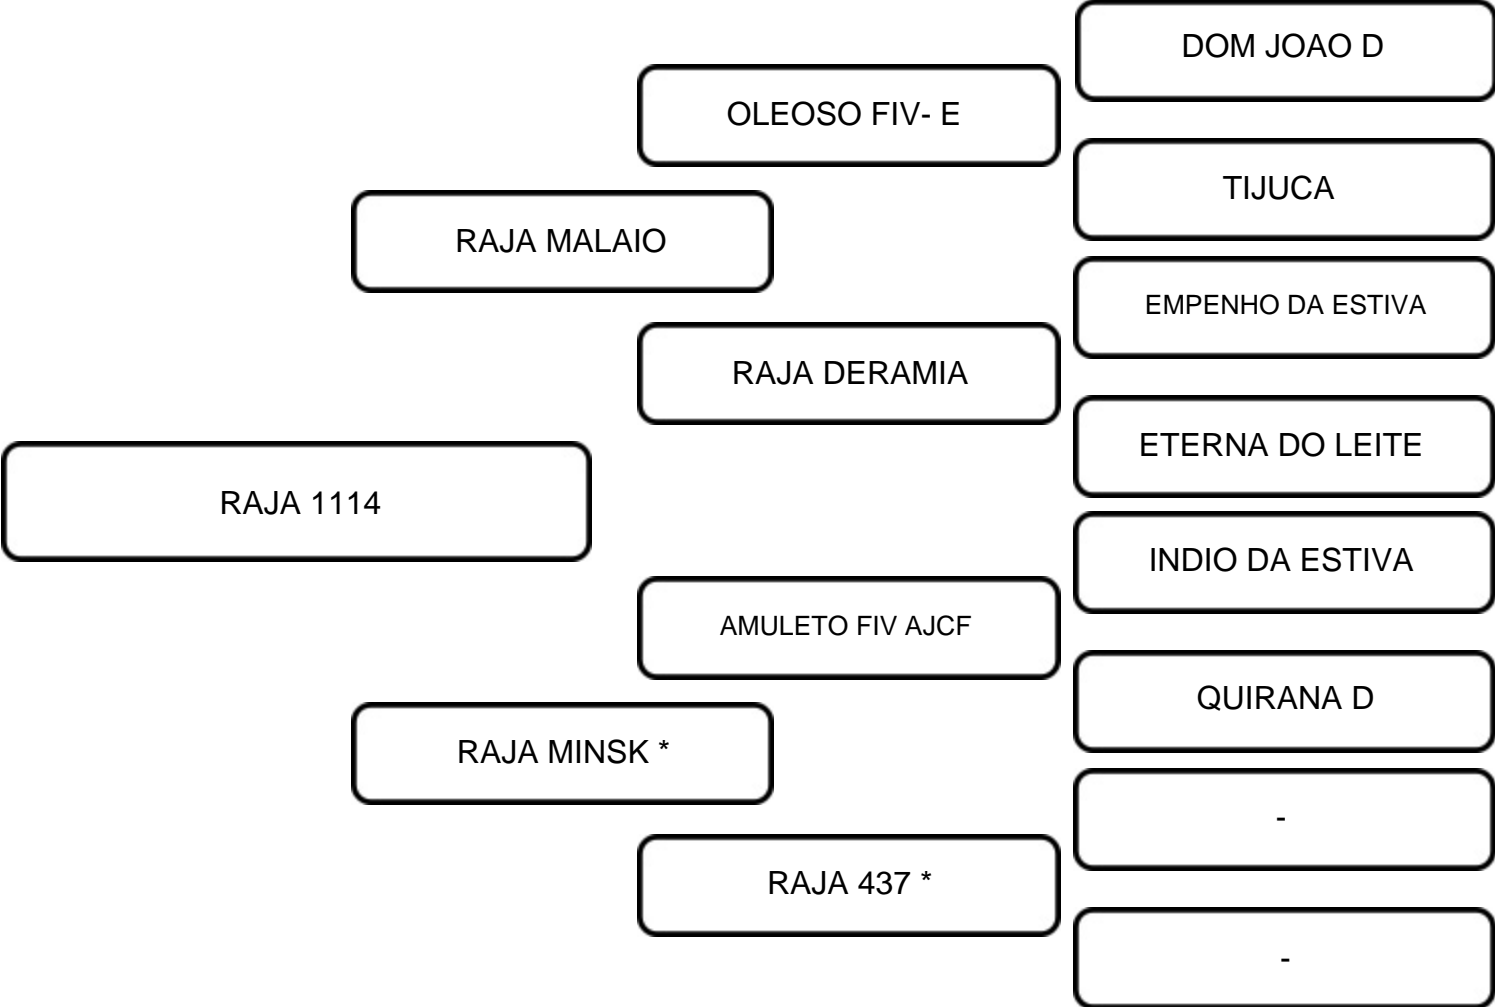 DOM JOAO D
OLEOSO FIV- E
TIJUCA
RAJA MALAIO
EMPENHO DA ESTIVA
RAJA DERAMIA
ETERNA DO LEITE
RAJA 1114
INDIO DA ESTIVA
AMULETO FIV AJCF
QUIRANA D
RAJA MINSK *
-
RAJA 437 *
-